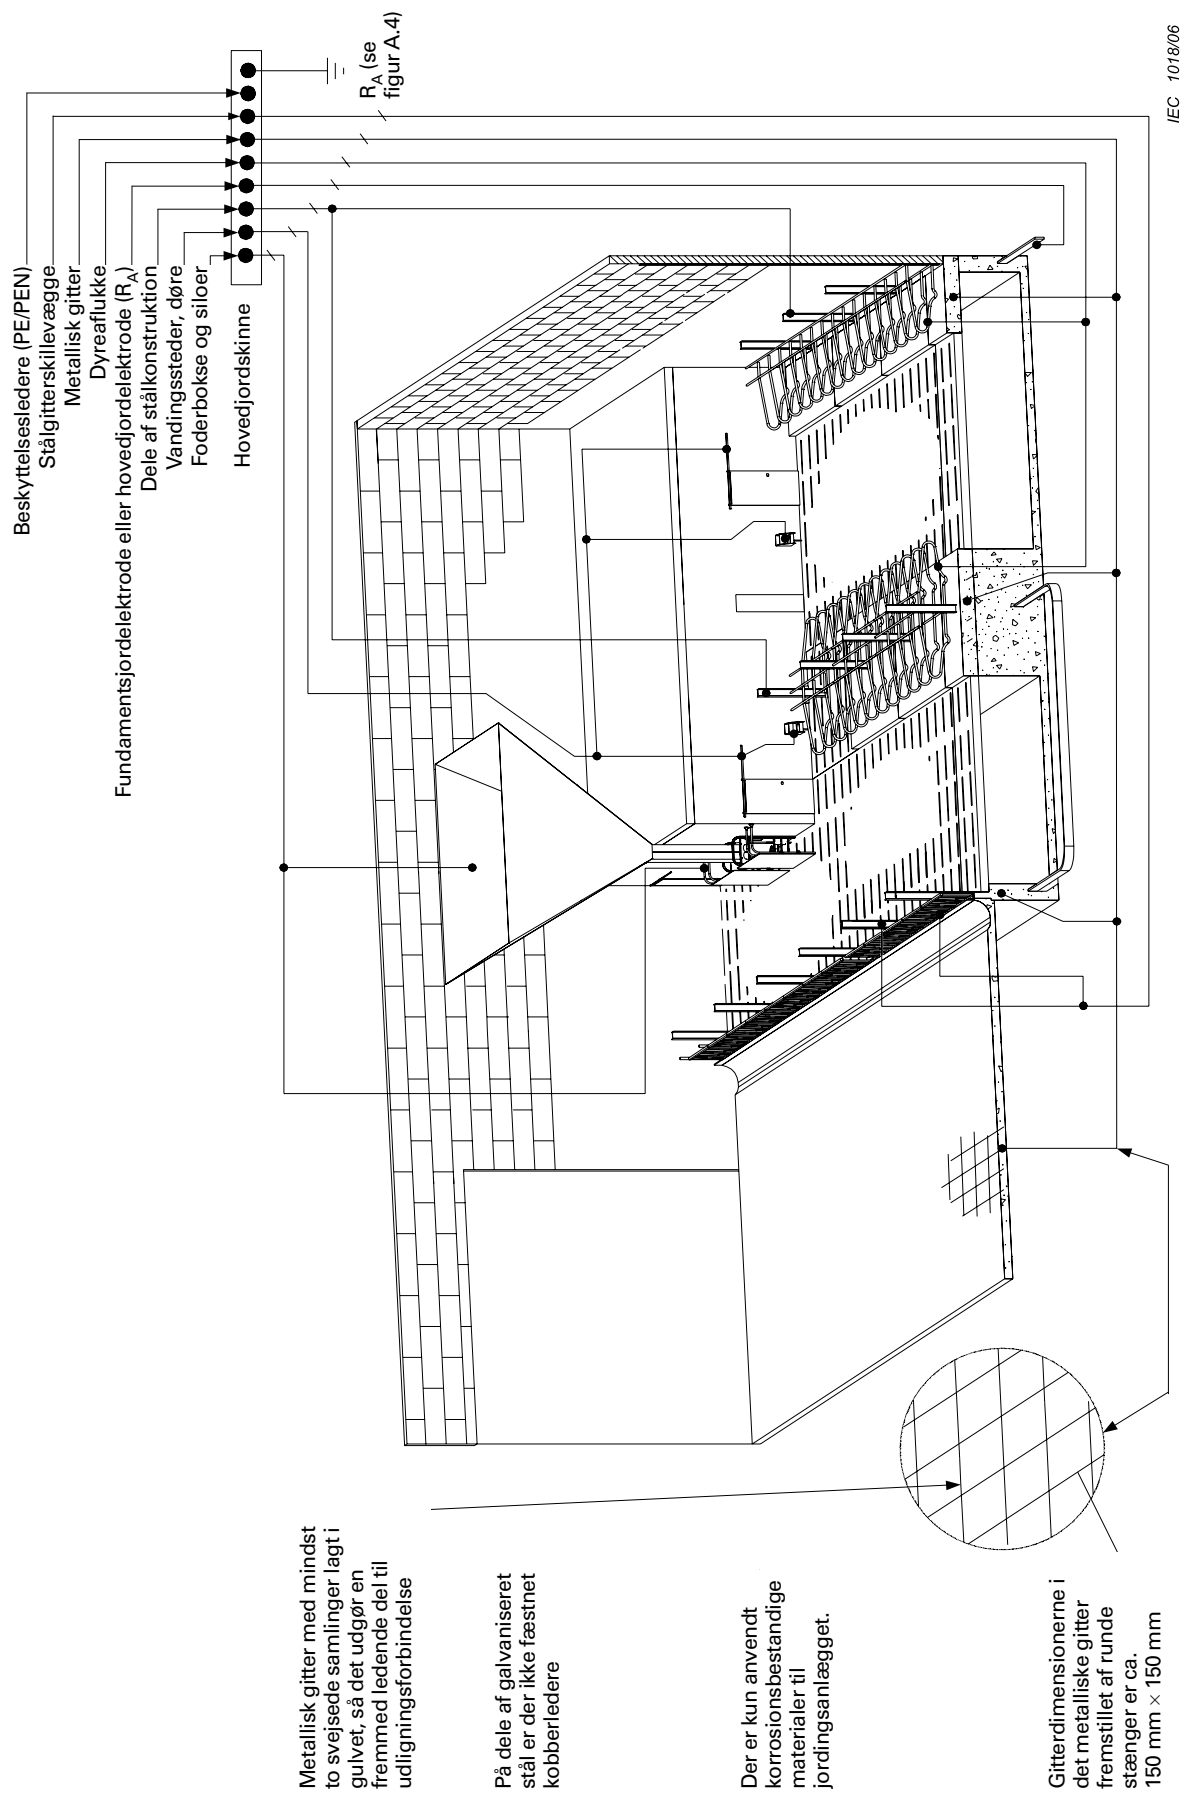 Beskyttelsesledere (PE/PEN)
Stålgitterskillevægge
Metallisk gitter
Dyreaflukke
Fundamentsjordelektrode eller hovedjordelektrode (RA)
Dele af stålkonstruktion
Vandingssteder, døre
Foderbokse og siloer
Hovedjordskinne
RA (se
figur A.4)
Metallisk gitter med mindst
to svejsede samlinger lagt i
gulvet, så det udgør en
fremmed ledende del til
udligningsforbindelse
På dele af galvaniseret
stål er der ikke fæstnet
kobberledere
Der er kun anvendt
korrosionsbestandige
materialer til
jordingsanlægget.
Gitterdimensionerne i
det metalliske gitter
fremstillet af runde
stænger er ca.
150 mm × 150 mm
IEC 1018/06